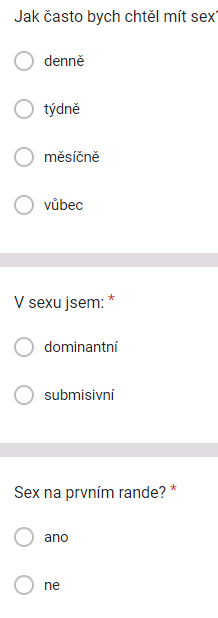 Jak často bych chtěl mít sex?
denně
týdně
měsíčně
vůbec
V sexu jsem: *
dominantní
submisivní
Sex na prvním rande? *
ano
ne